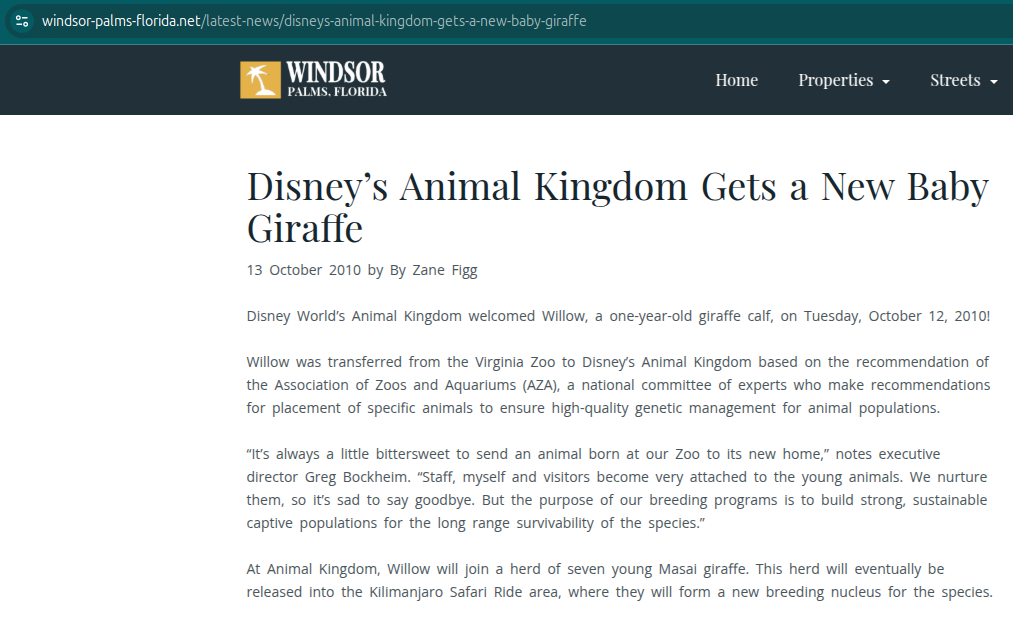 windsor-palms-florida.net/latest-news/disneys-animal-kingdom-gets-a-new-baby-giraffe
WINDSOR
PALMS, FLORIDA
Home Properties Streets
Disney’s Animal Kingdom Gets a New Baby
Giraffe
13 October 2010 by By Zane Figg
Disney World’s Animal Kingdom welcomed Willow, a one-year-old giraffe calf, on Tuesday, October 12, 2010!
Willow was transferred from the Virginia Zoo to Disney’s Animal Kingdom based on the recommendation of
the Association of Zoos and Aquariums (AZA), a national committee of experts who make recommendations
for placement of specific animals to ensure high-quality genetic management for animal populations.
“It’s always a little bittersweet to send an animal born at our Zoo to its new home,” notes executive
director Greg Bockheim. “Staff, myself and visitors become very attached to the young animals. We nurture
them, so it’s sad to say goodbye. But the purpose of our breeding programs is to build strong, sustainable
captive populations for the long range survivability of the species.”
At Animal Kingdom, Willow will join a herd of seven young Masai giraffe. This herd will eventually be
released into the Kilimanjaro Safari Ride area, where they will form a new breeding nucleus for the species.